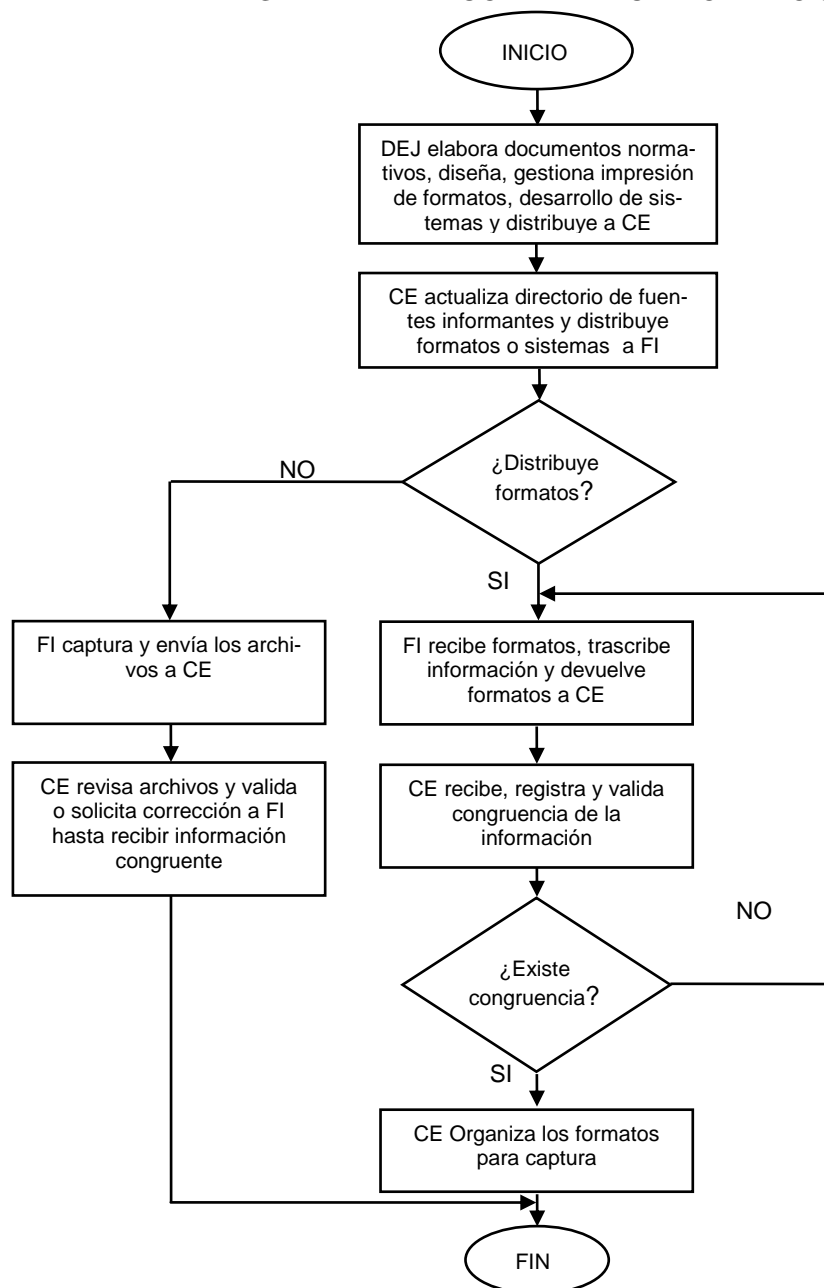 INICIO
DEJ elabora documentos norma-
tivos, diseña, gestiona impresión
de formatos, desarrollo de sis-
temas y distribuye a CE
CE actualiza directorio de fuen-
tes informantes y distribuye
formatos o sistemas a FI
¿Distribuye
formatos?
NO
SI
FI captura y envía los archi-
vos a CE
FI recibe formatos, trascribe
información y devuelve
formatos a CE
CE revisa archivos y valida
o solicita corrección a FI
hasta recibir información
congruente
CE recibe, registra y valida
congruencia de la
información
NO
¿Existe
congruencia?
SI
CE Organiza los formatos
para captura
FIN